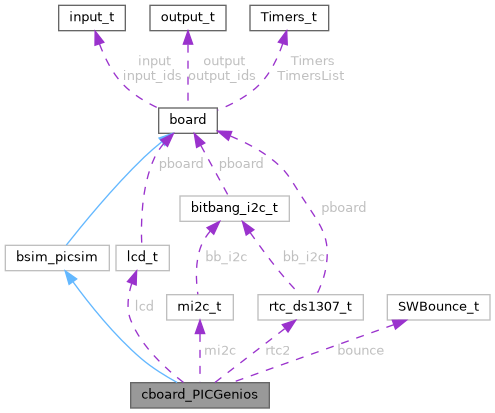 input_t
output_t
Timers_t
input
input_ids
output
output_ids
Timers
TimersList
board
pboard
pboard
bitbang_i2c_t
pboard
bsim_picsim
lcd_t
bb_i2c
bb_i2c
mi2c_t
rtc_ds1307_t
SWBounce_t
lcd
mi2c
rtc2
bounce
cboard_PICGenios